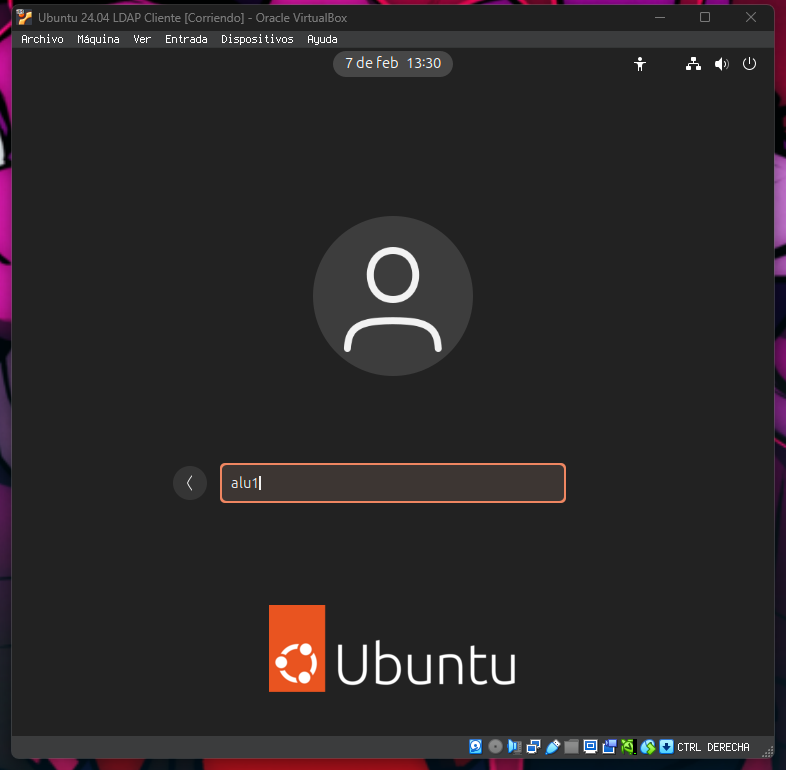 Ubuntu 24.04 LDAP Cliente [Corriendo] - Oracle VirtualBox
Archivo Máquina Ver Entrada Dispositivos Ayuda
7 de feb 13:30
alu1
Ubuntu
CTRL DERECHA